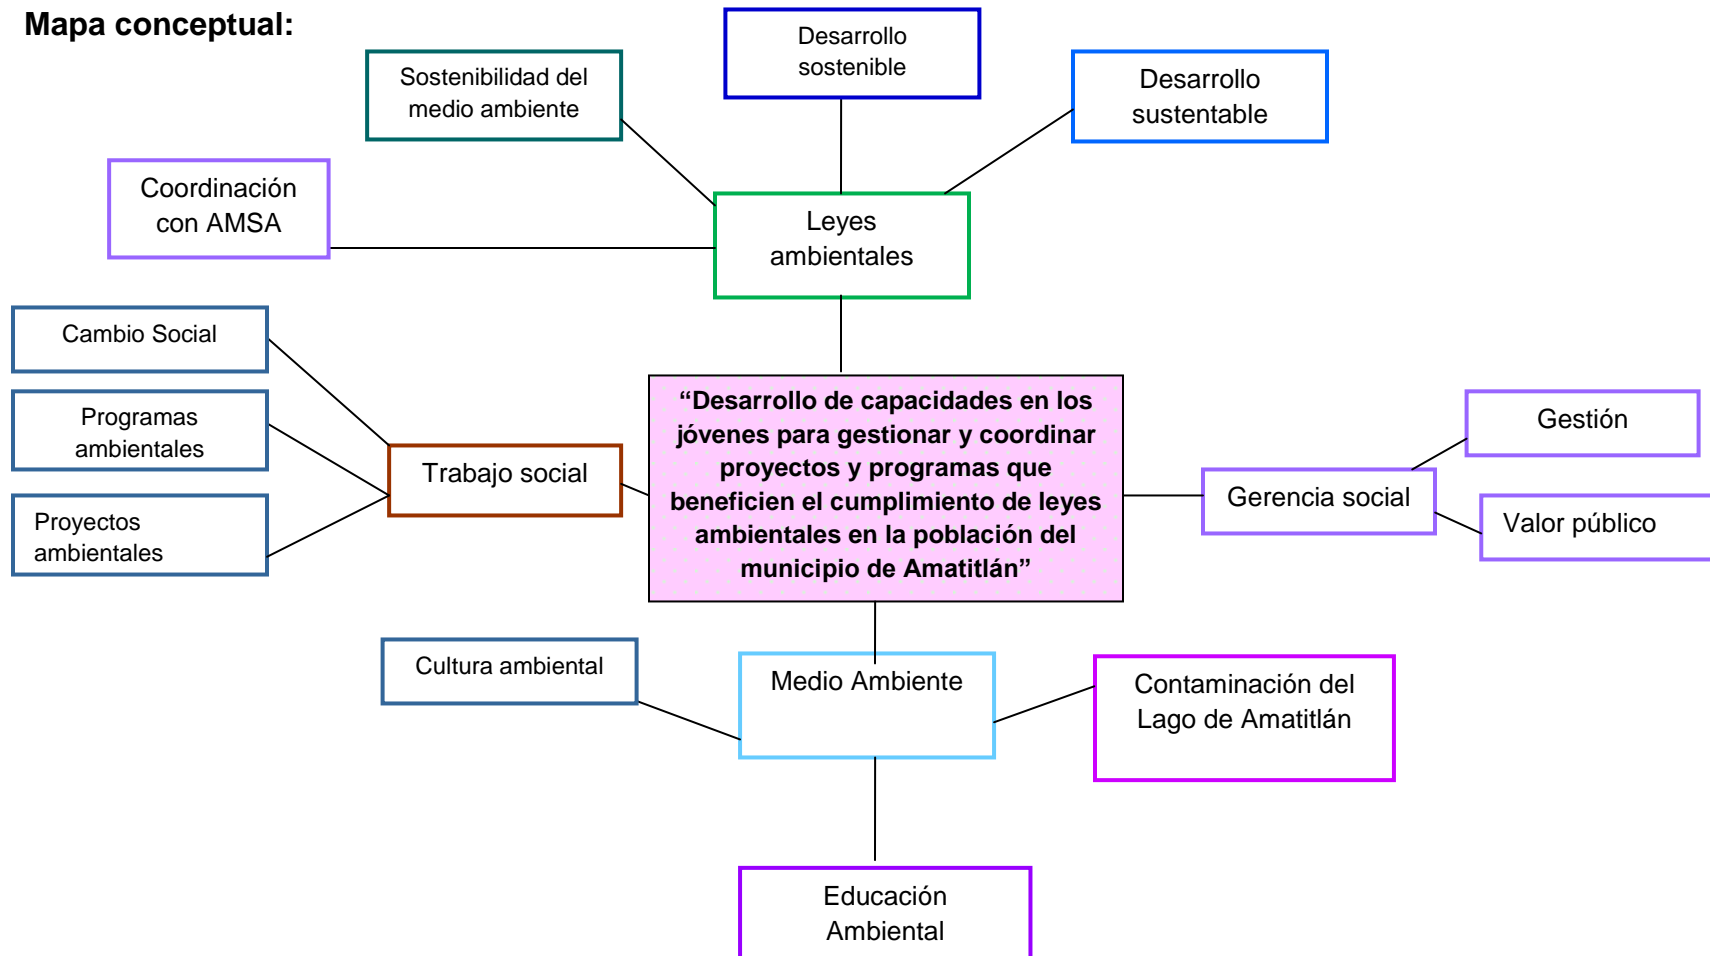 Mapa conceptual:
Desarrollo
sostenible
Sostenibilidad del
medio ambiente
Desarrollo
sustentable
Coordinación
con AMSA
Leyes
ambientales
Cambio Social
Programas
ambientales
Proyectos
ambientales
Trabajo social
“Desarrollo de capacidades en los
jóvenes para gestionar y coordinar
proyectos y programas que
beneficien el cumplimiento de leyes
ambientales en la población del
municipio de Amatitlán”
Gerencia social
Gestión
Valor público
Cultura ambiental
Medio Ambiente
Contaminación del
Lago de Amatitlán
Educación
Ambiental